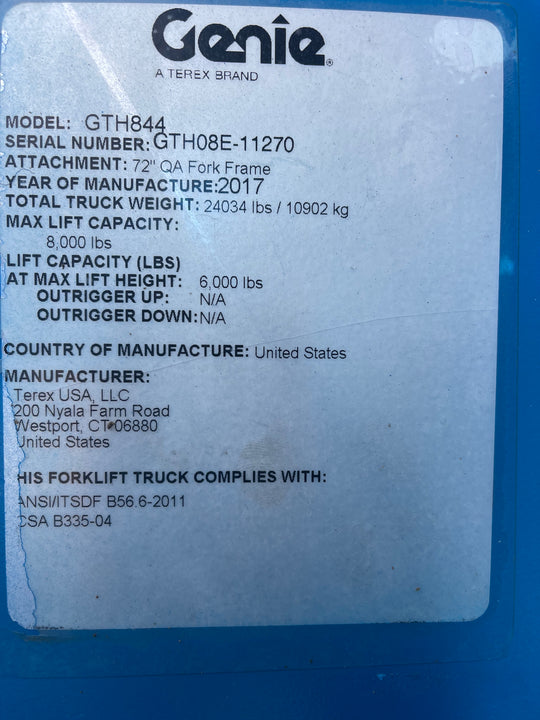 Genie®
A TEREX BRAND
MODEL: GTH844
SERIAL NUMBER: GTH08E-11270
ATTACHMENT: 72" QA Fork Frame
YEAR OF MANUFACTURE:2017
TOTAL TRUCK WEIGHT: 24034 lbs / 10902 kg
MAX LIFT CAPACITY:
8,000 lbs
LIFT CAPACITY (LBS)
AT MAX LIFT HEIGHT: 6,000 lbs
OUTRIGGER UP: N/A
OUTRIGGER DOWN: N/A
COUNTRY OF MANUFACTURE: United States
MANUFACTURER:
Terex USA, LLC
200 Nyala Farm Road
Westport, CT 06880
United States
HIS FORKLIFT TRUCK COMPLIES WITH:
ANSI/ITSDF B56.6-2011
CSA B335-04